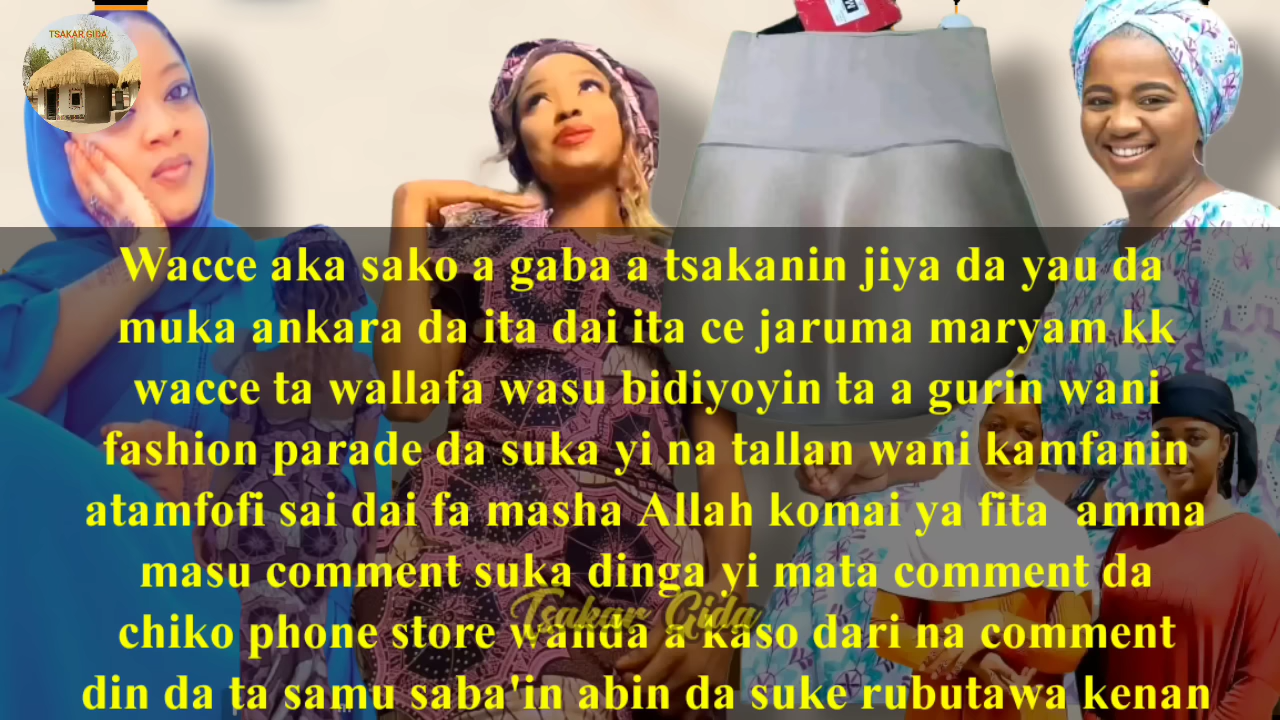 TSAKAR GIDA
M
Wacce aka sako a gaba a tsakanin jiya da yau da
muka ankara da ita dai ita ce jaruma maryam kk
wacce ta wallafa wasu bidiyoyin ta a gurin wani
fashion parade da suka yi na tallan wani kamfanin
atamfofi sai dai fa masha Allah komai ya fita amma
masu comment suka dinga yi mata comment da
Tsakar Gida
chiko phone store wanda a kaso dari na comment
din da ta samu saba'in abin da suke rubutawa kenan